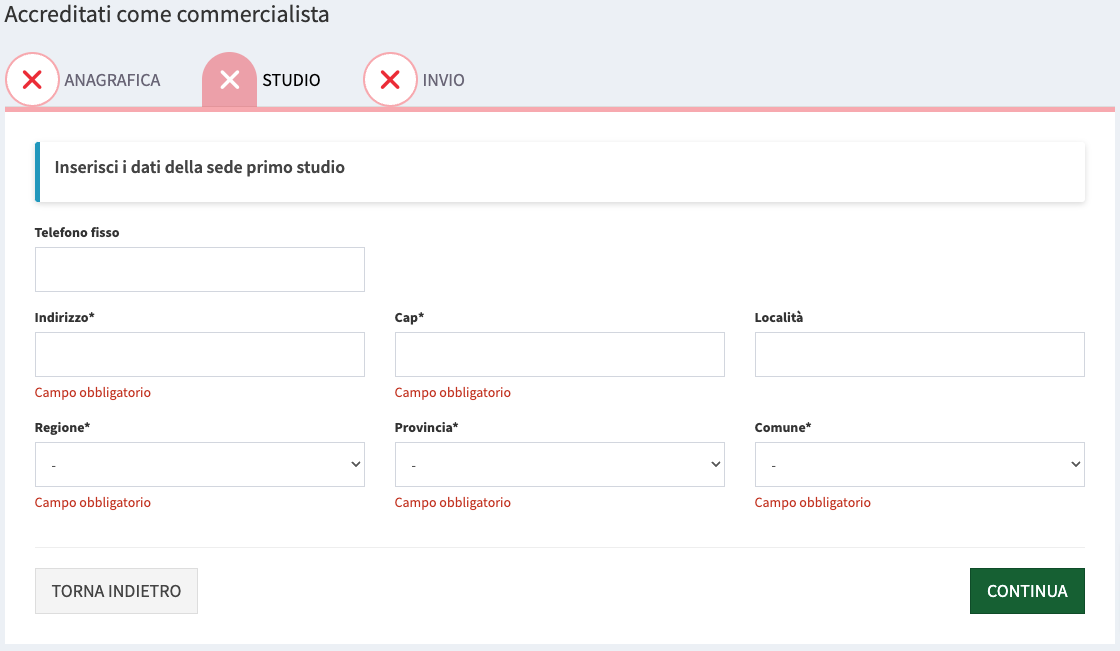 Accreditati come commercialista
ANAGRAFICA STUDIO INVIO
Inserisci i dati della sede primo studio
Telefono fisso
Indirizzo* Cap* Località
Campo obbligatorio Campo obbligatorio
Regione* Provincia* Comune*
- - -
Campo obbligatorio Campo obbligatorio Campo obbligatorio
TORNA INDIETRO CONTINUA